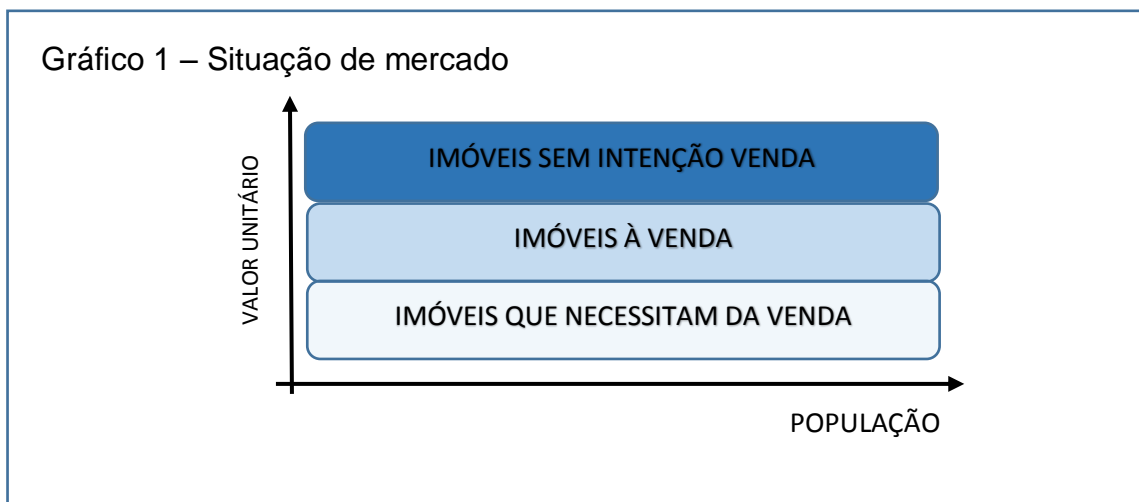 Gráfico 1 – Situação de mercado
VALOR UNITÁRIO
IMÓVEIS SEM INTENÇÃO VENDA
IMÓVEIS À VENDA
IMÓVEIS QUE NECESSITAM DA VENDA
POPULAÇÃO